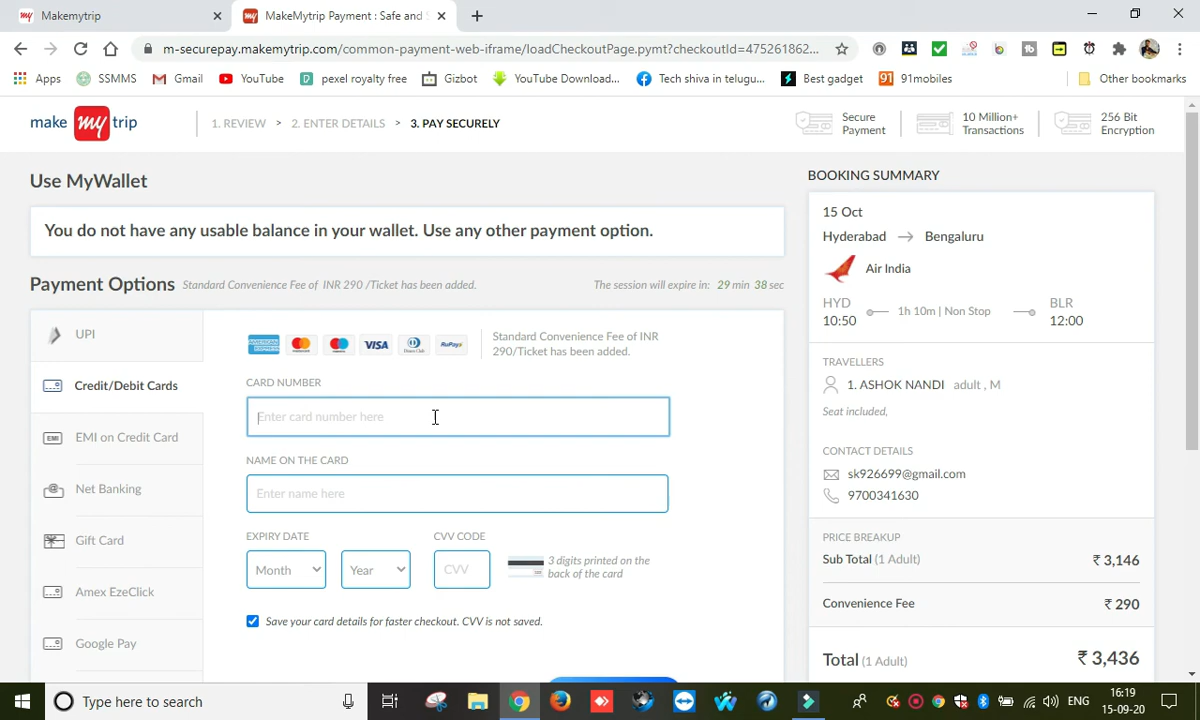 Makemytrip
MakeMytrip Payment : Safe and S
m-securepay.makemytrip.com/common-payment-web-iframe/loadCheckoutPage.pymt?checkoutId=475261862...
Apps
SSMMS
Gmail
YouTube
pexel royalty free
Gizbot
YouTube Download...
Tech shiva in telugu...
Best gadget
91mobiles
Other bookmarks
make my trip
1. REVIEW > 2. ENTER DETAILS > 3. PAY SECURELY
Secure Payment
10 Million+ Transactions
256 Bit Encryption
Use MyWallet
You do not have any usable balance in your wallet. Use any other payment option.
Payment Options
Standard Convenience Fee of INR 290 /Ticket has been added.
The session will expire in: 29 min 38 sec
UPI
Credit/Debit Cards
EMI
EMI on Credit Card
Net Banking
Gift Card
Amex EzeClick
Google Pay
AMERICAN EXPRESS
VISA
Diners Club
RuPay
Standard Convenience Fee of INR
290/Ticket has been added.
CARD NUMBER
Enter card number here
NAME ON THE CARD
Enter name here
EXPIRY DATE
CVV CODE
Month
Year
CVV
3 digits printed on the
back of the card
Save your card details for faster checkout. CVV is not saved.
BOOKING SUMMARY
15 Oct
Hyderabad → Bengaluru
Air India
HYD
10:50
1h 10m | Non Stop
BLR
12:00
TRAVELLERS
1. ASHOK NANDI adult , M
Seat included,
CONTACT DETAILS
sk926699@gmail.com
9700341630
PRICE BREAKUP
Sub Total (1 Adult) ₹ 3,146
Convenience Fee ₹ 290
Total (1 Adult) ₹ 3,436
Type here to search
ENG
16:19
15-09-20